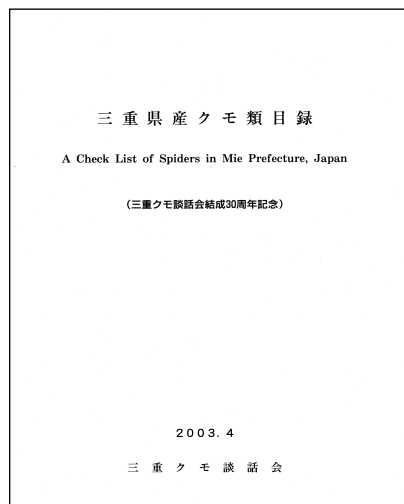 三重県産クモ類目録
A Check List of Spiders in Mie Prefecture, Japan
(三重クモ談話会結成30周年記念)
2003. 4
三重クモ談話会